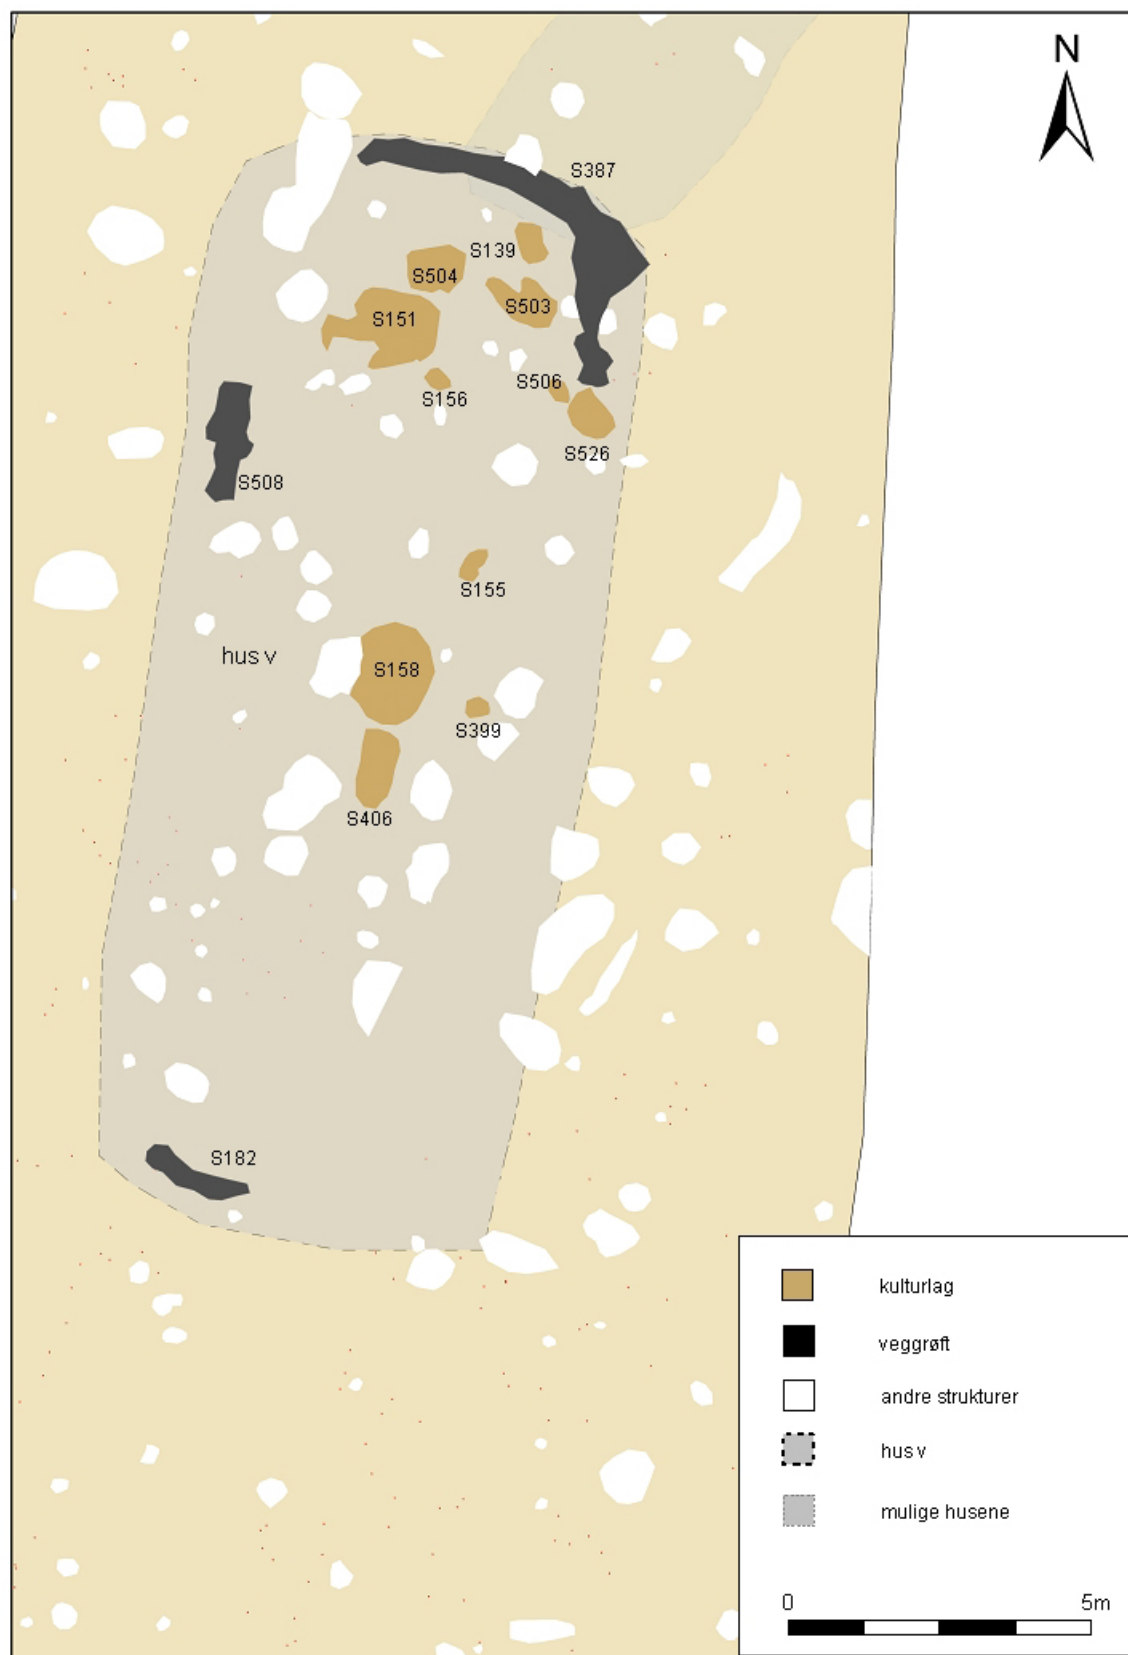 N
S387
S139
S504
S503
S151
S506
S156
S526
S508
S155
hus v
S158
S399
S406
S182
kulturlag
veggrøft
andre strukturer
hus v
mulige husene
0 5m